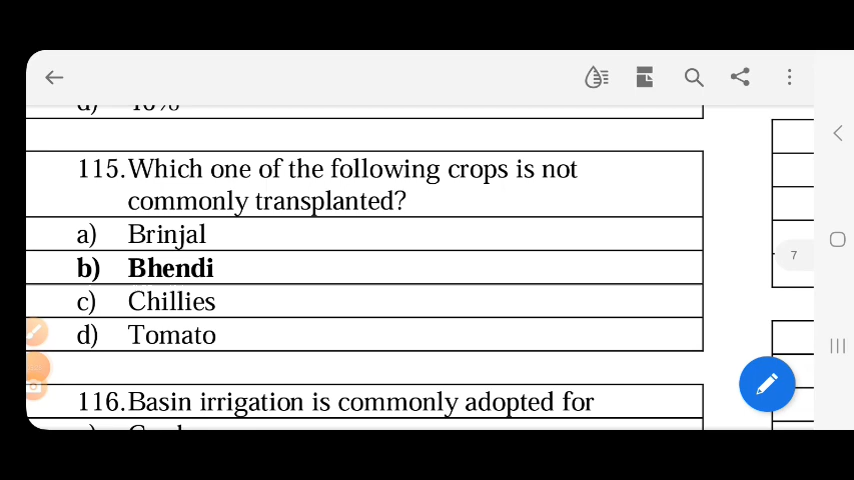 115.Which one of the following crops is not
commonly transplanted?
a) Brinjal
b) Bhendi
c) Chillies
d) Tomato
116.Basin irrigation is commonly adopted for
7